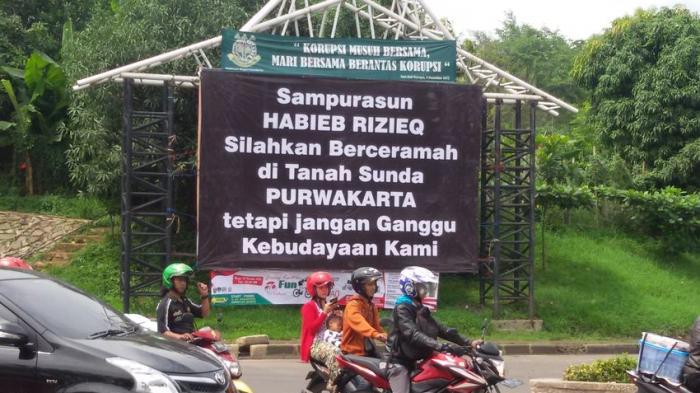 “ KORUPSI MUSUH BERSAMA,
MARI BERSAMA BERANTAS KORUPSI “
Sampurasun
HABIEB RIZIEQ
Silahkan Berceramah
di Tanah Sunda
PURWAKARTA
tetapi jangan Ganggu
Kebudayaan Kami
Fun